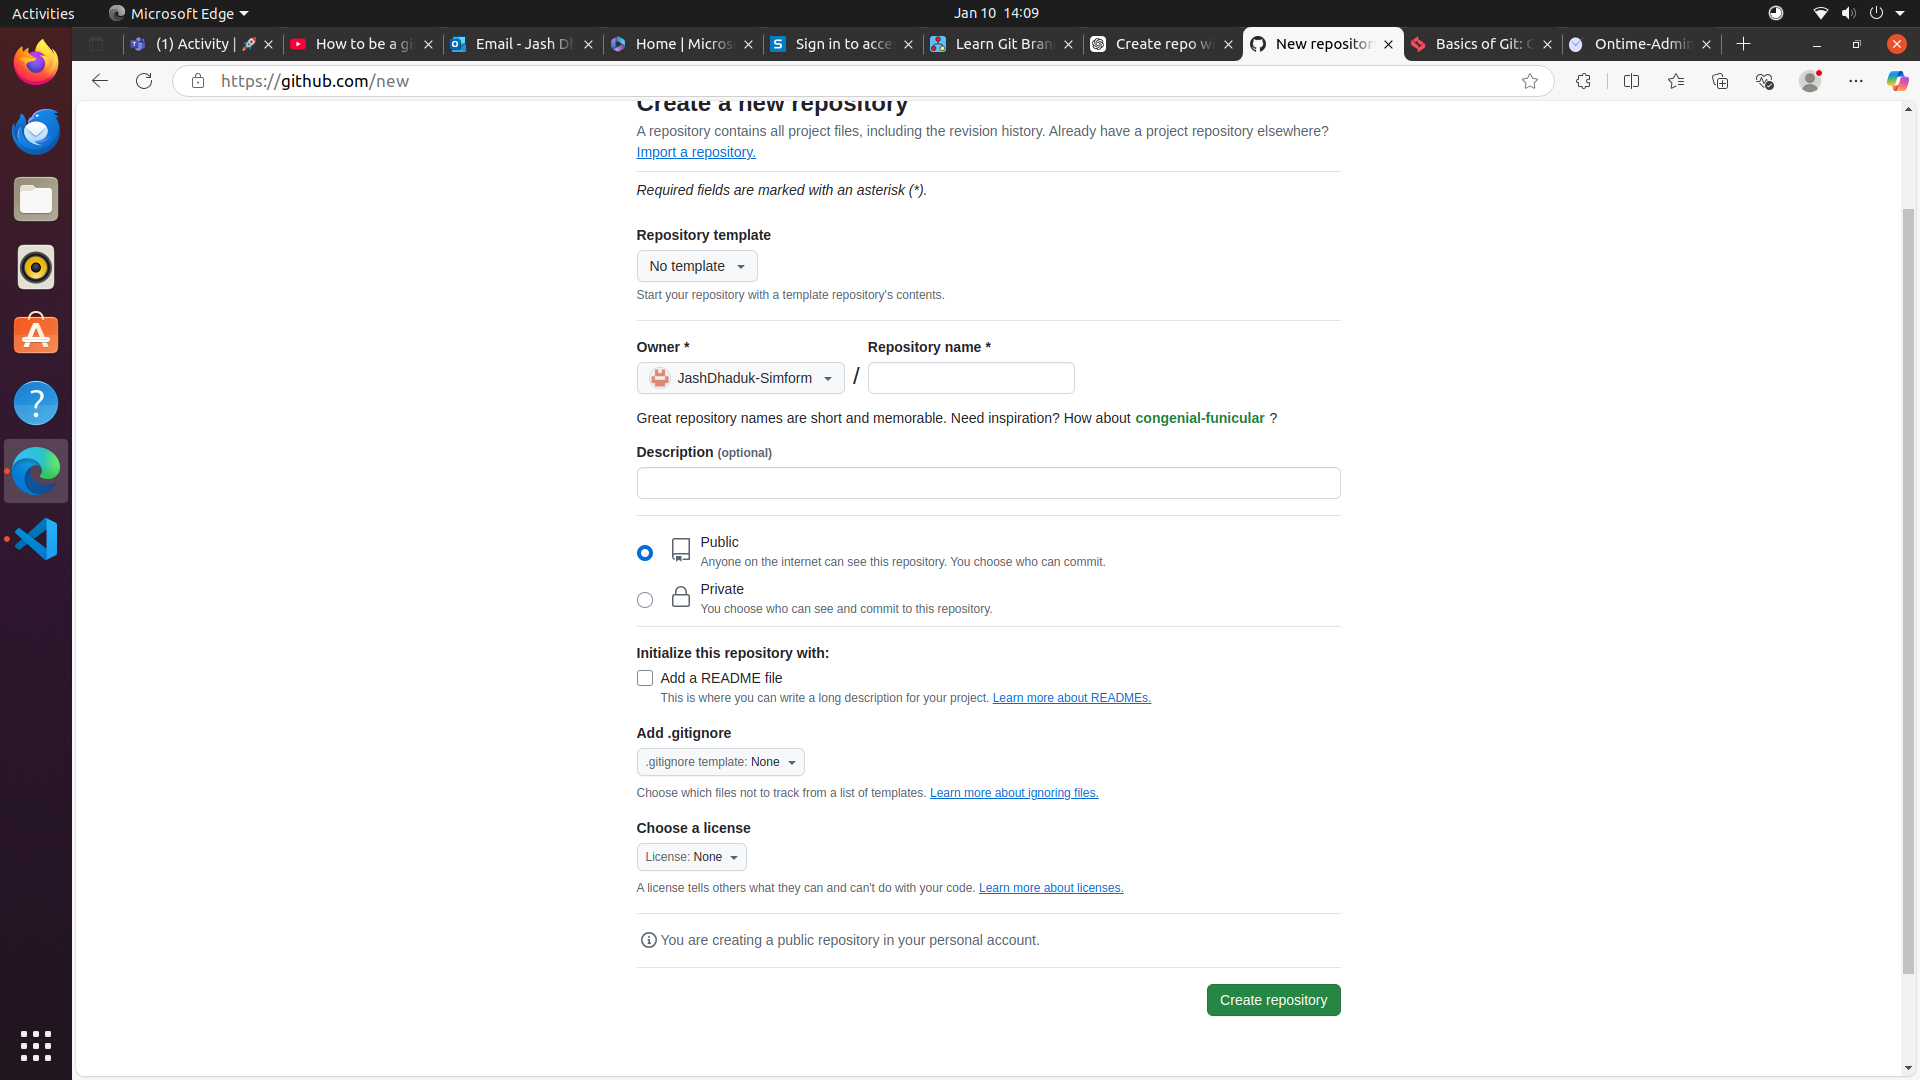 Activities
Microsoft Edge
Jan 10 14:09
(1) Activity |
How to be a gi
Email - Jash Dh
Home | Micros
Sign in to acce
Learn Git Bran
Create repo wi
New repositor
Basics of Git:
Ontime-Admin
https://github.com/new
Create a new repository
A repository contains all project files, including the revision history. Already have a project repository elsewhere?
Import a repository.
Required fields are marked with an asterisk (*).
Repository template
No template
Start your repository with a template repository's contents.
Owner *
Repository name *
JashDhaduk-Simform
/
Great repository names are short and memorable. Need inspiration? How about congenial-funicular ?
Description (optional)
Public
Anyone on the internet can see this repository. You choose who can commit.
Private
You choose who can see and commit to this repository.
Initialize this repository with:
Add a README file
This is where you can write a long description for your project. Learn more about READMEs.
Add .gitignore
.gitignore template: None
Choose which files not to track from a list of templates. Learn more about ignoring files.
Choose a license
License: None
A license tells others what they can and can't do with your code. Learn more about licenses.
You are creating a public repository in your personal account.
Create repository